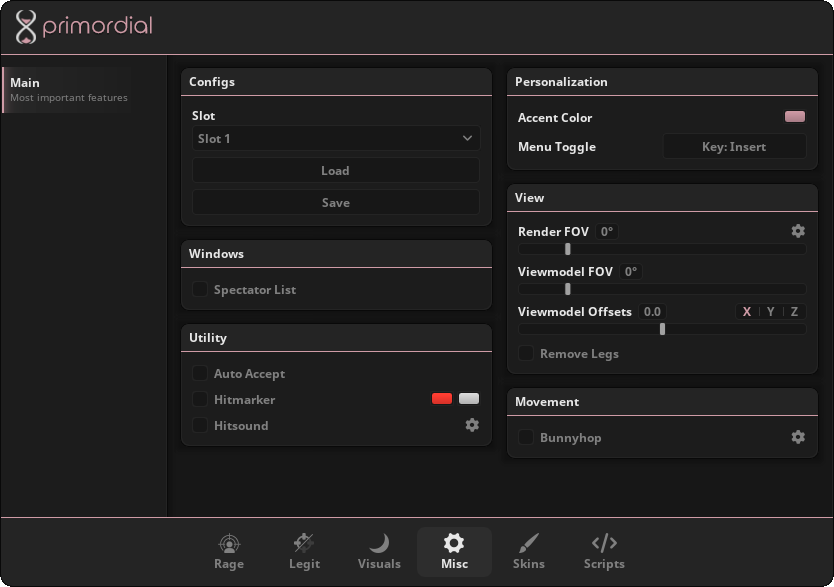 primordial
Main
Most important features
Configs
Slot
Slot 1
Load
Save
Windows
Spectator List
Utility
Auto Accept
Hitmarker
Hitsound
Personalization
Accent Color
Menu Toggle
Key: Insert
View
Render FOV 0°
Viewmodel FOV 0°
Viewmodel Offsets 0.0 X Y Z
Remove Legs
Movement
Bunnyhop
Rage Legit Visuals Misc Skins Scripts